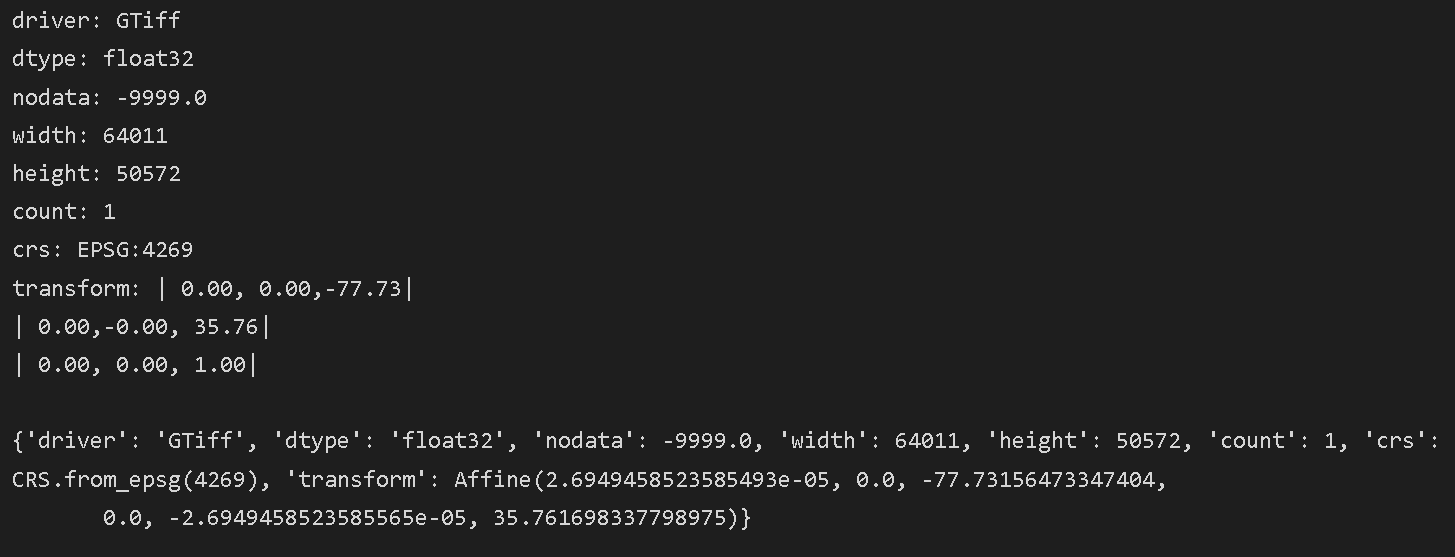 driver: GTiff
dtype: float32
nodata: -9999.0
width: 64011
height: 50572
count: 1
crs: EPSG:4269
transform: | 0.00, 0.00,-77.73|
| 0.00,-0.00, 35.76|
| 0.00, 0.00, 1.00|
{'driver': 'GTiff', 'dtype': 'float32', 'nodata': -9999.0, 'width': 64011, 'height': 50572, 'count': 1, 'crs':
CRS.from_epsg(4269), 'transform': Affine(2.6949458523585493e-05, 0.0, -77.73156473347404,
0.0, -2.6949458523585565e-05, 35.761698337798975)}